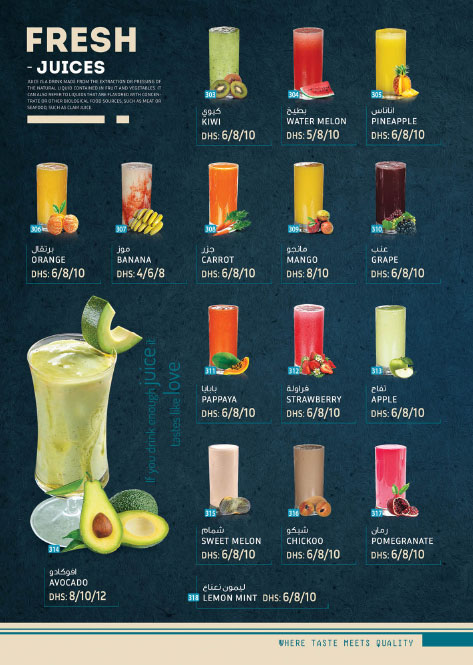 FRESH
- JUICES
JUICE IS A DRINK MADE FROM THE EXTRACTION OR PRESSING OF
THE NATURAL LIQUID CONTAINED IN FRUIT AND VEGETABLES. IT
CAN ALSO REFER TO LIQUIDS THAT ARE FLAVORED WITH CONCEN-
TRATE OR OTHER BIOLOGICAL FOOD SOURCES, SUCH AS MEAT OR
SEAFOOD, SUCH AS CLAM JUICE.
303
كيوي
KIWI
DHS: 6/8/10
304
بطيخ
WATER MELON
DHS: 5/8/10
305
اناناس
PINEAPPLE
DHS: 6/8/10
306
برتقال
ORANGE
DHS: 6/8/10
307
موز
BANANA
DHS: 4/6/8
308
جزر
CARROT
DHS: 6/8/10
309
مانجو
MANGO
DHS: 8/10
310
عنب
GRAPE
DHS: 6/8/10
If you drink enough juice it
tastes like love
311
بابايا
PAPPAYA
DHS: 6/8/10
312
فراولة
STRAWBERRY
DHS: 6/8/10
313
تفاح
APPLE
DHS: 6/8/10
314
افوكادو
AVOCADO
DHS: 8/10/12
315
شمام
SWEET MELON
DHS: 6/8/10
316
شيكو
CHICKOO
DHS: 6/8/10
317
رمان
POMEGRANATE
DHS: 6/8/10
318
ليمون نعناع
LEMON MINT DHS: 6/8/10
WHERE TASTE MEETS QUALITY